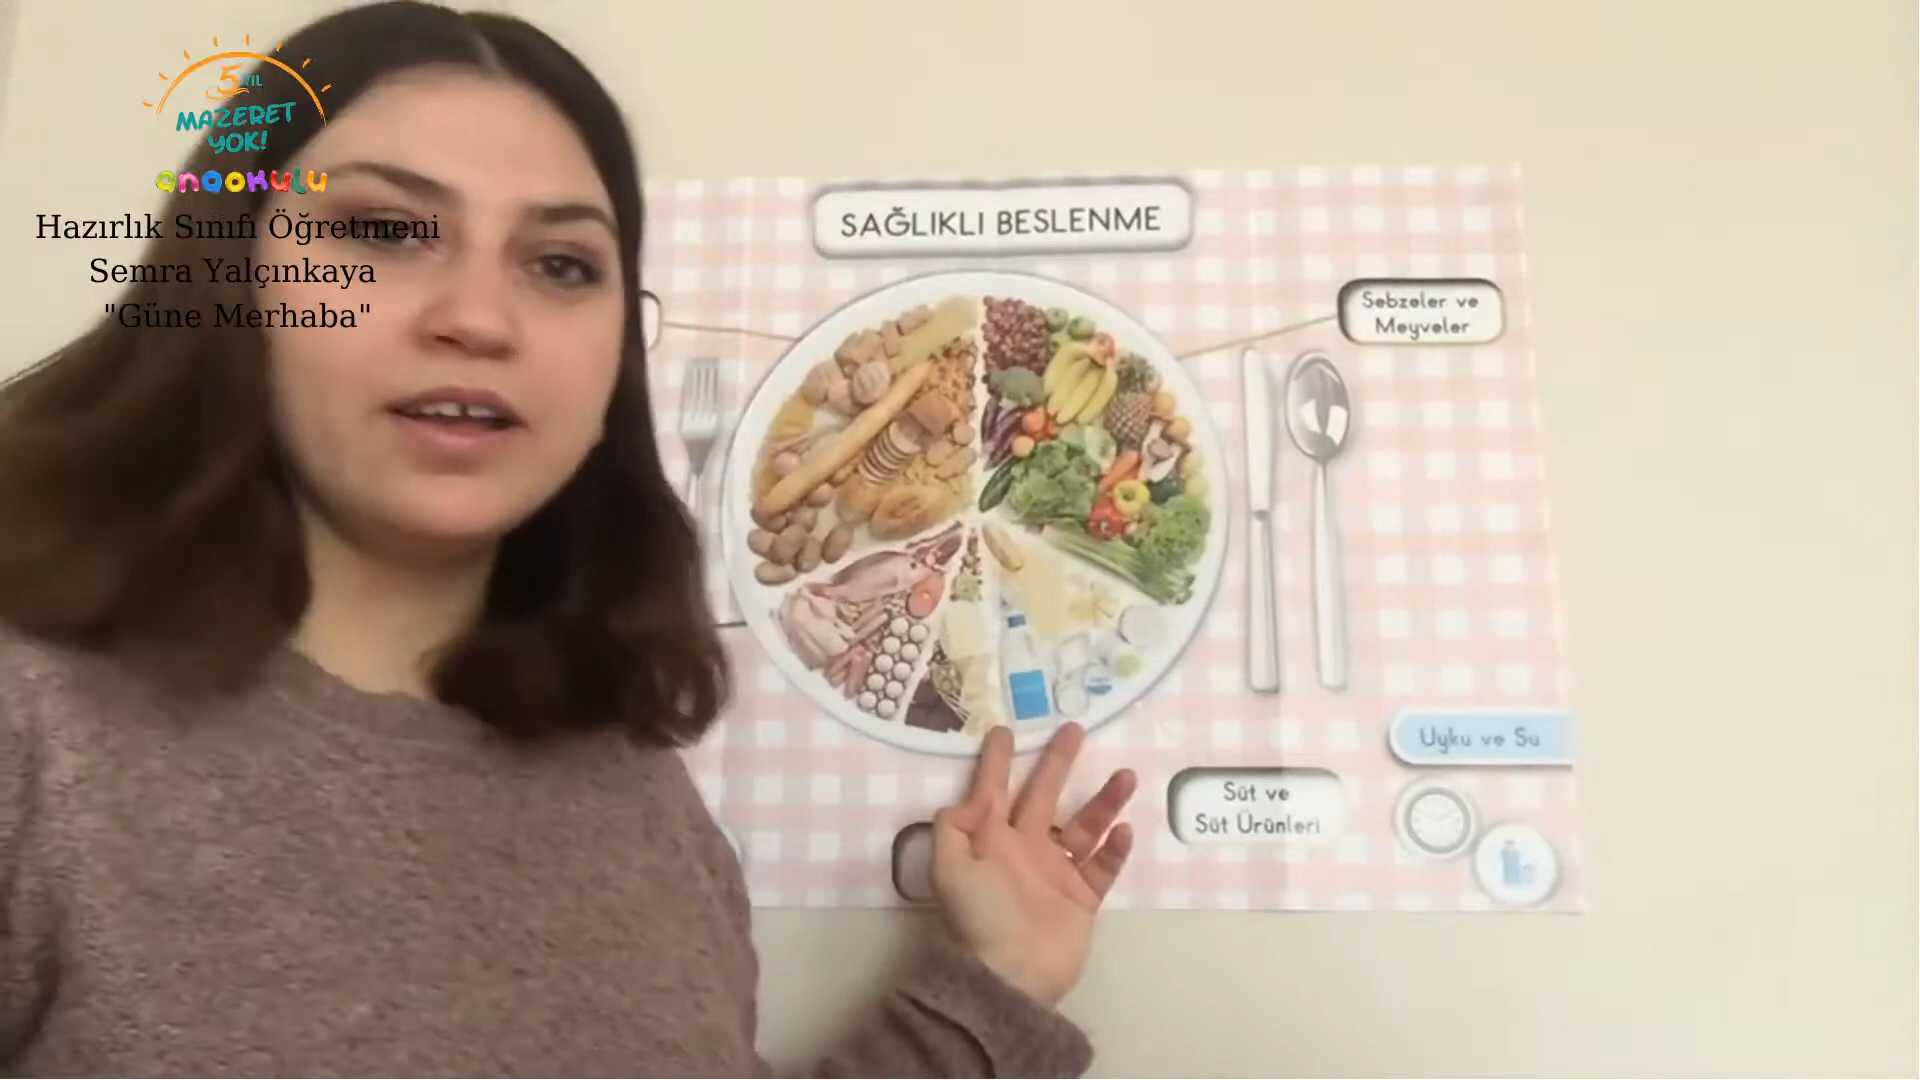 5 YIL
MAZERET
YOK!
anaokulu
Hazırlık Sınıfı Öğretmeni
Semra Yalçınkaya
"Güne Merhaba"
SAĞLIKLI BESLENME
Sebzeler ve
Meyveler
Uyku ve Su
Süt ve
Süt Ürünleri